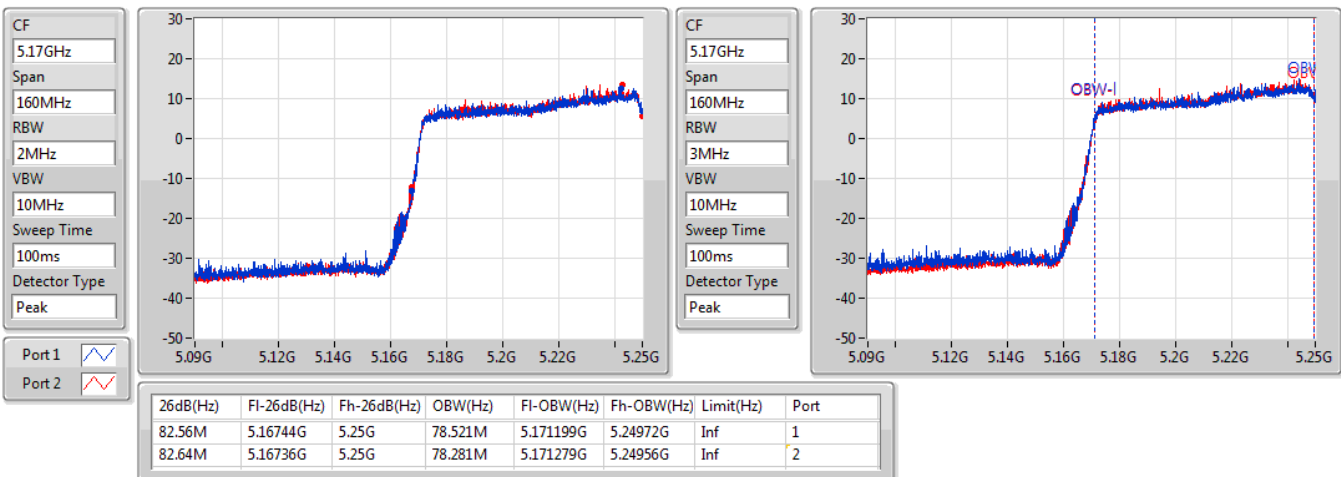 CF
5.17GHz
Span
160MHz
RBW
2MHz
VBW
10MHz
Sweep Time
100ms
Detector Type
Peak
30
20
10
0
-10
-20
-30
-40
-50
5.09G 5.12G 5.14G 5.16G 5.18G 5.2G 5.22G 5.25G
CF
5.17GHz
Span
160MHz
RBW
3MHz
VBW
10MHz
Sweep Time
100ms
Detector Type
Peak
30
20
10
0
-10
-20
-30
-40
-50
OBW-l
OBW
5.09G 5.12G 5.14G 5.16G 5.18G 5.2G 5.22G 5.25G
Port 1
Port 2
26dB(Hz) Fl-26dB(Hz) Fh-26dB(Hz) OBW(Hz) Fl-OBW(Hz) Fh-OBW(Hz) Limit(Hz) Port
82.56M 5.16744G 5.25G 78.521M 5.171199G 5.24972G Inf 1
82.64M 5.16736G 5.25G 78.281M 5.171279G 5.24956G Inf 2